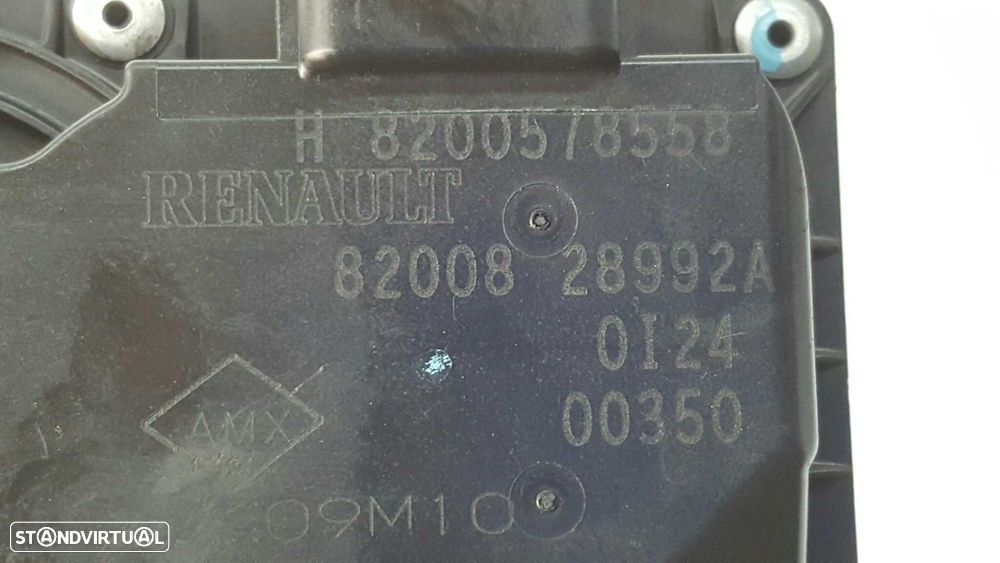 H 8200578558
RENAULT
82008 28992A
0I24
00350
AMX
09M10
STANDVIRTUAL